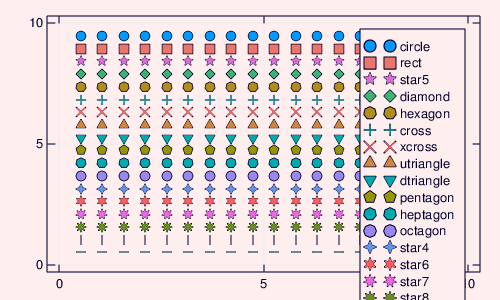 10
5
0
0
5
0
circle
rect
star5
diamond
hexagon
cross
xcross
utriangle
dtriangle
pentagon
heptagon
octagon
star4
star6
star7
star8